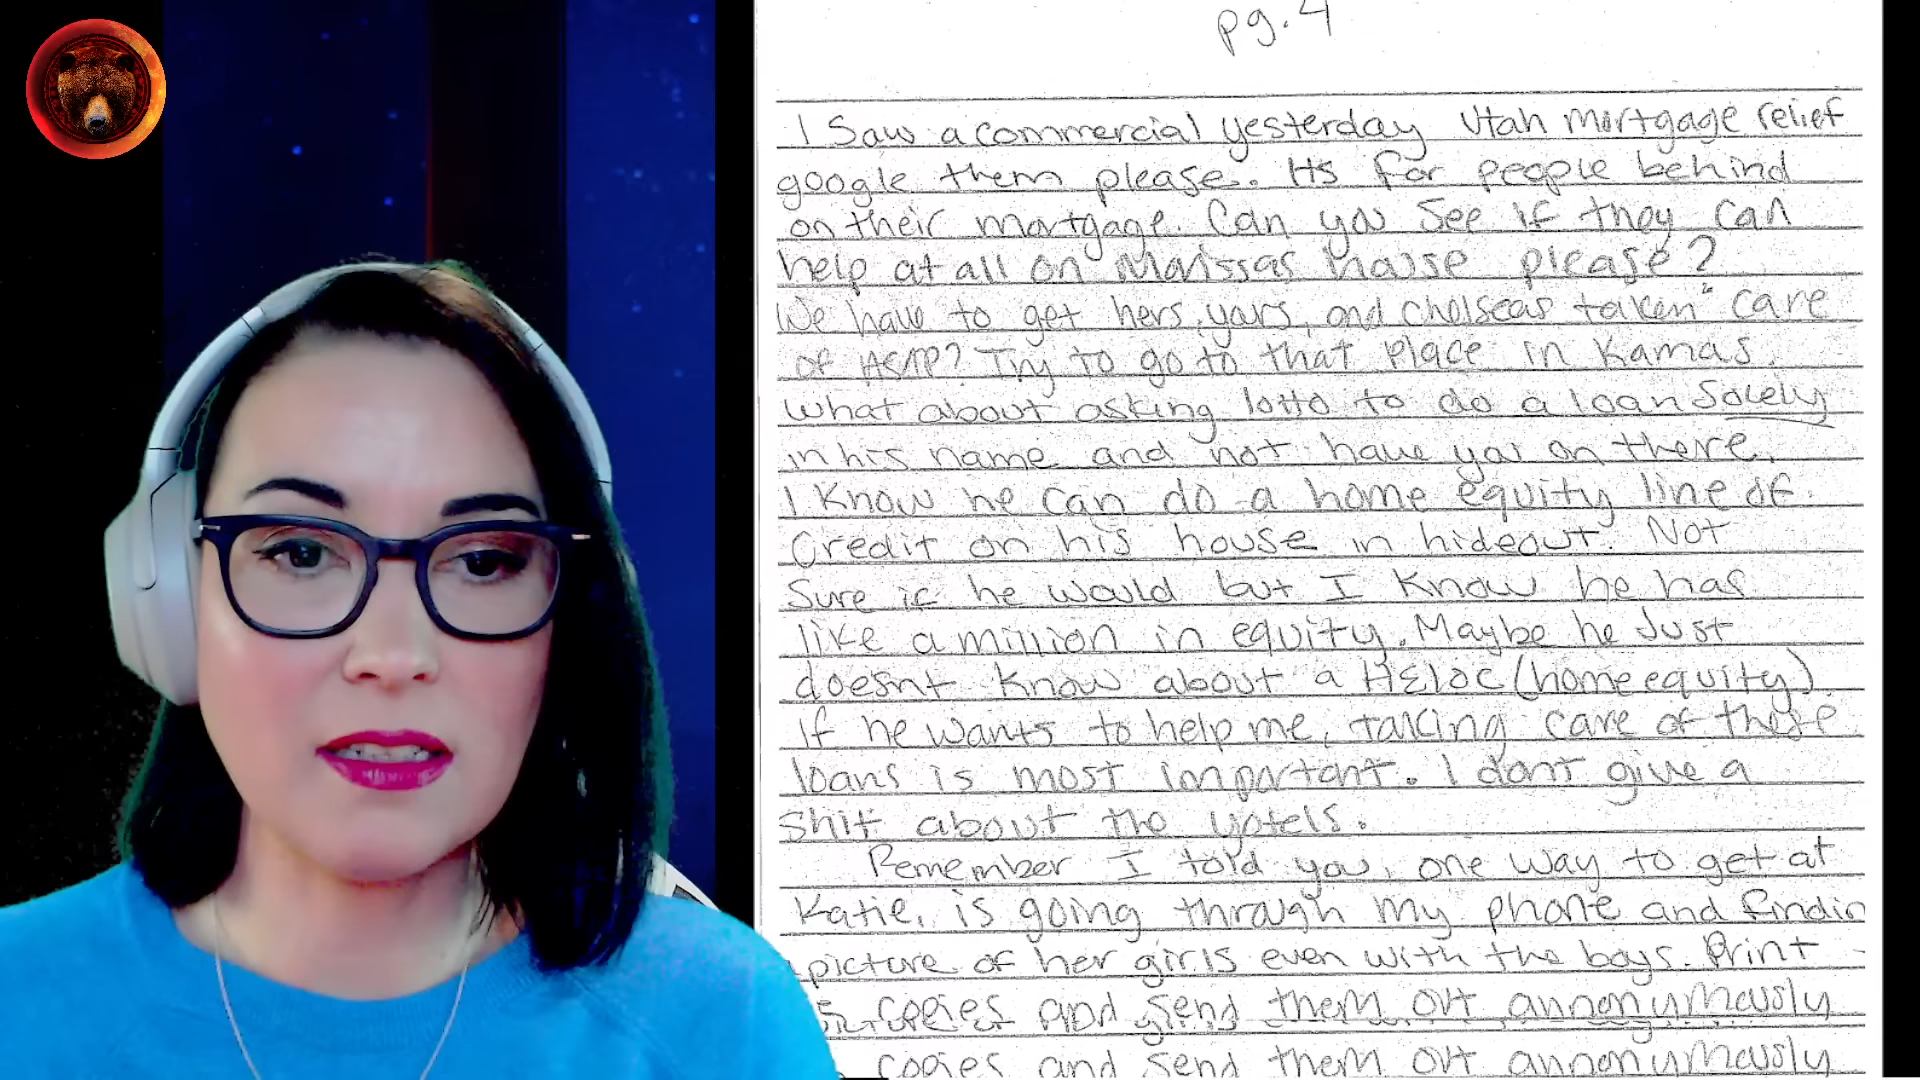 pg. 4
I Saw a commercial yesterday Utah mortgage relief
google them please. Its for people behind
on their mortgage. Can you See if they can
help at all on Marissas house please?
We have to get hers, yours, and Chelseas taken care
of ASAP? Try to go to that place in Kamas.
what about asking lotto to do a loan Solely
in his name and not have you on there.
I Know he can do a home equity line of
Credit on his house in hideout. Not
Sure if he would but I know he has
like a million in equity. Maybe he Just
doesnt know about a HELOC (home equity).
If he wants to help me, taking care of these
loans is most important. I dont give a
shit about the yotels.
Remember I told you, one way to get at
Katie, is going through my phone and findin
picture of her girls even with the boys. Print
copies and send them out annonymously
copies and send them out annonymously